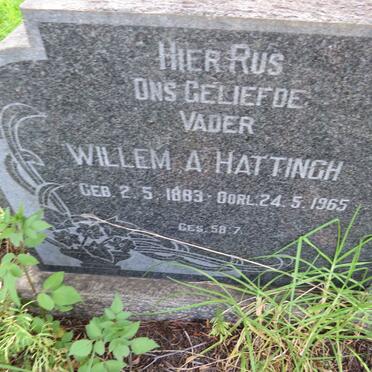 HIER RUS
ONS GELIEFDE
VADER
WILLEM A. HATTINGH
GEB. 2. 5. 1883 - OORL. 24. 5. 1965
GES. 58. 7.